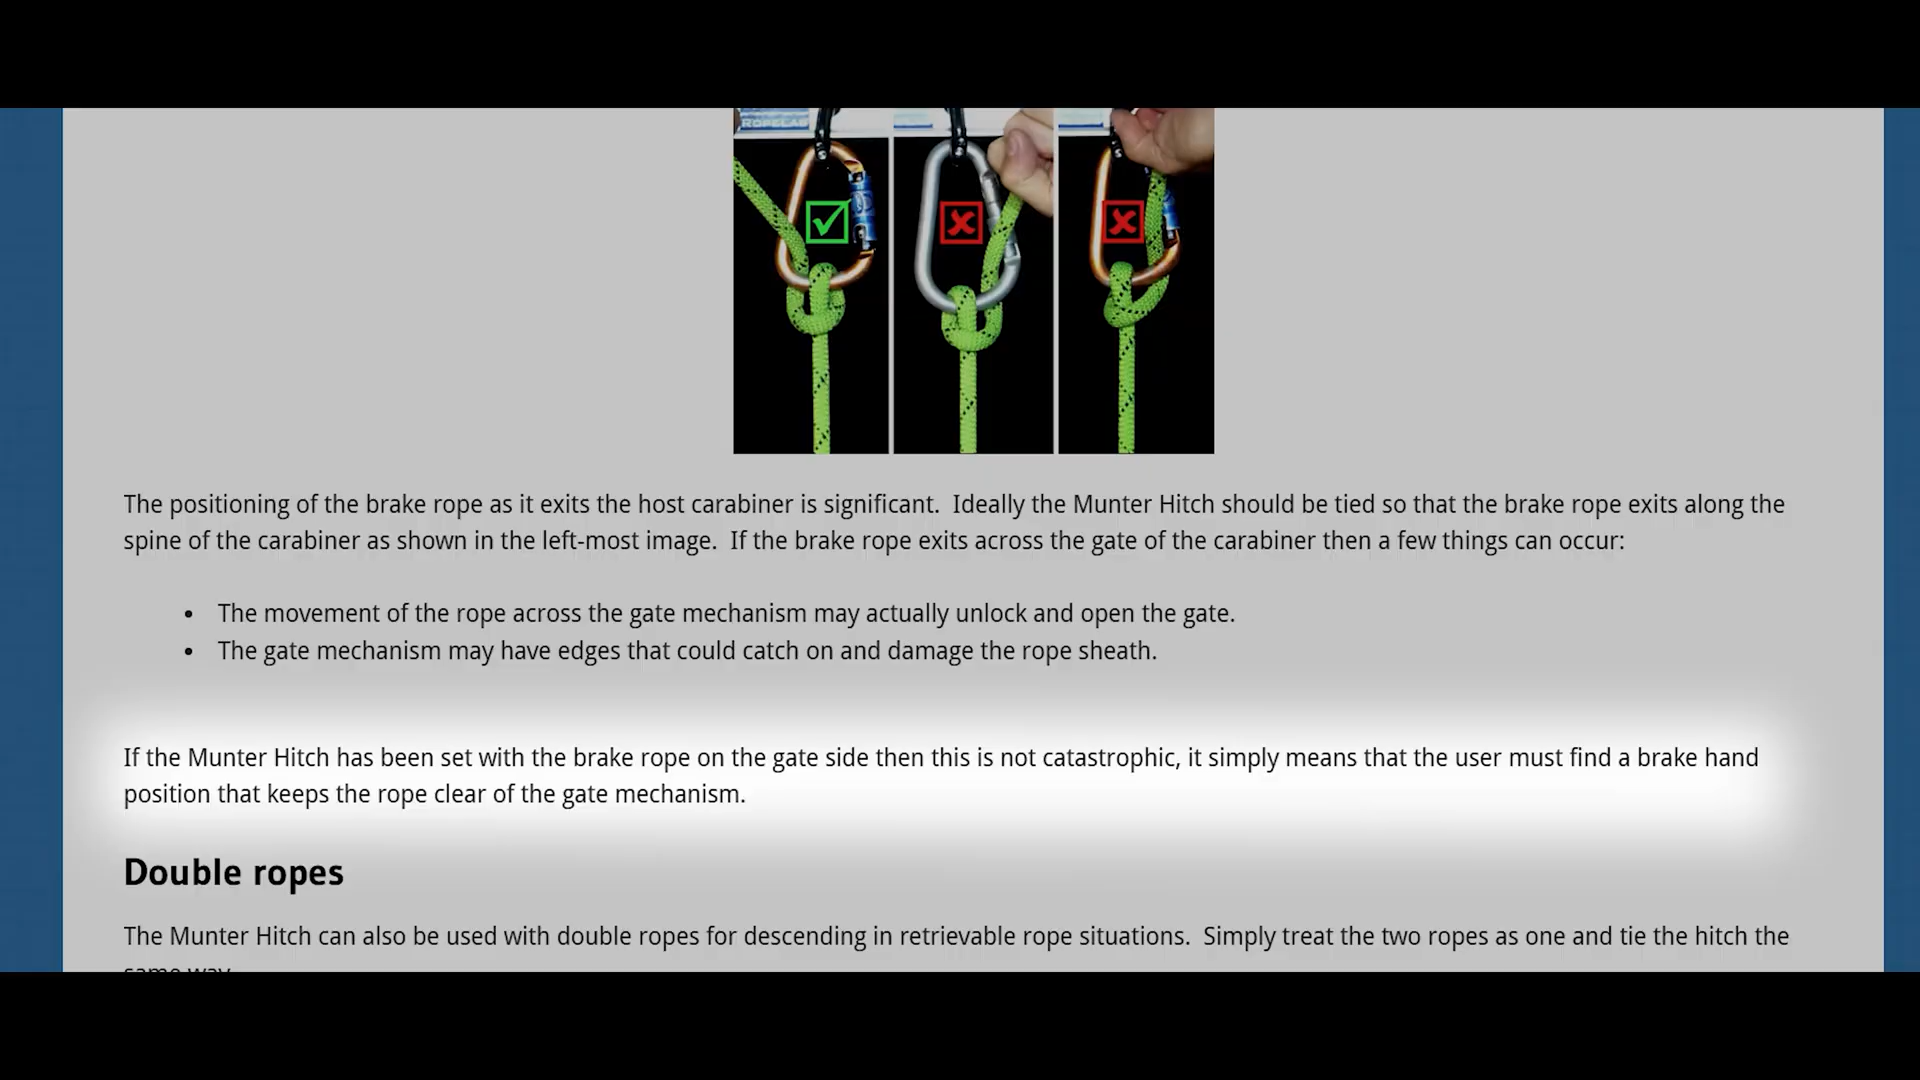 ROPELAB
The positioning of the brake rope as it exits the host carabiner is significant.  Ideally the Munter Hitch should be tied so that the brake rope exits along the
spine of the carabiner as shown in the left-most image.  If the brake rope exits across the gate of the carabiner then a few things can occur:
• The movement of the rope across the gate mechanism may actually unlock and open the gate.
• The gate mechanism may have edges that could catch on and damage the rope sheath.
If the Munter Hitch has been set with the brake rope on the gate side then this is not catastrophic, it simply means that the user must find a brake hand
position that keeps the rope clear of the gate mechanism.
Double ropes
The Munter Hitch can also be used with double ropes for descending in retrievable rope situations.  Simply treat the two ropes as one and tie the hitch the
same way